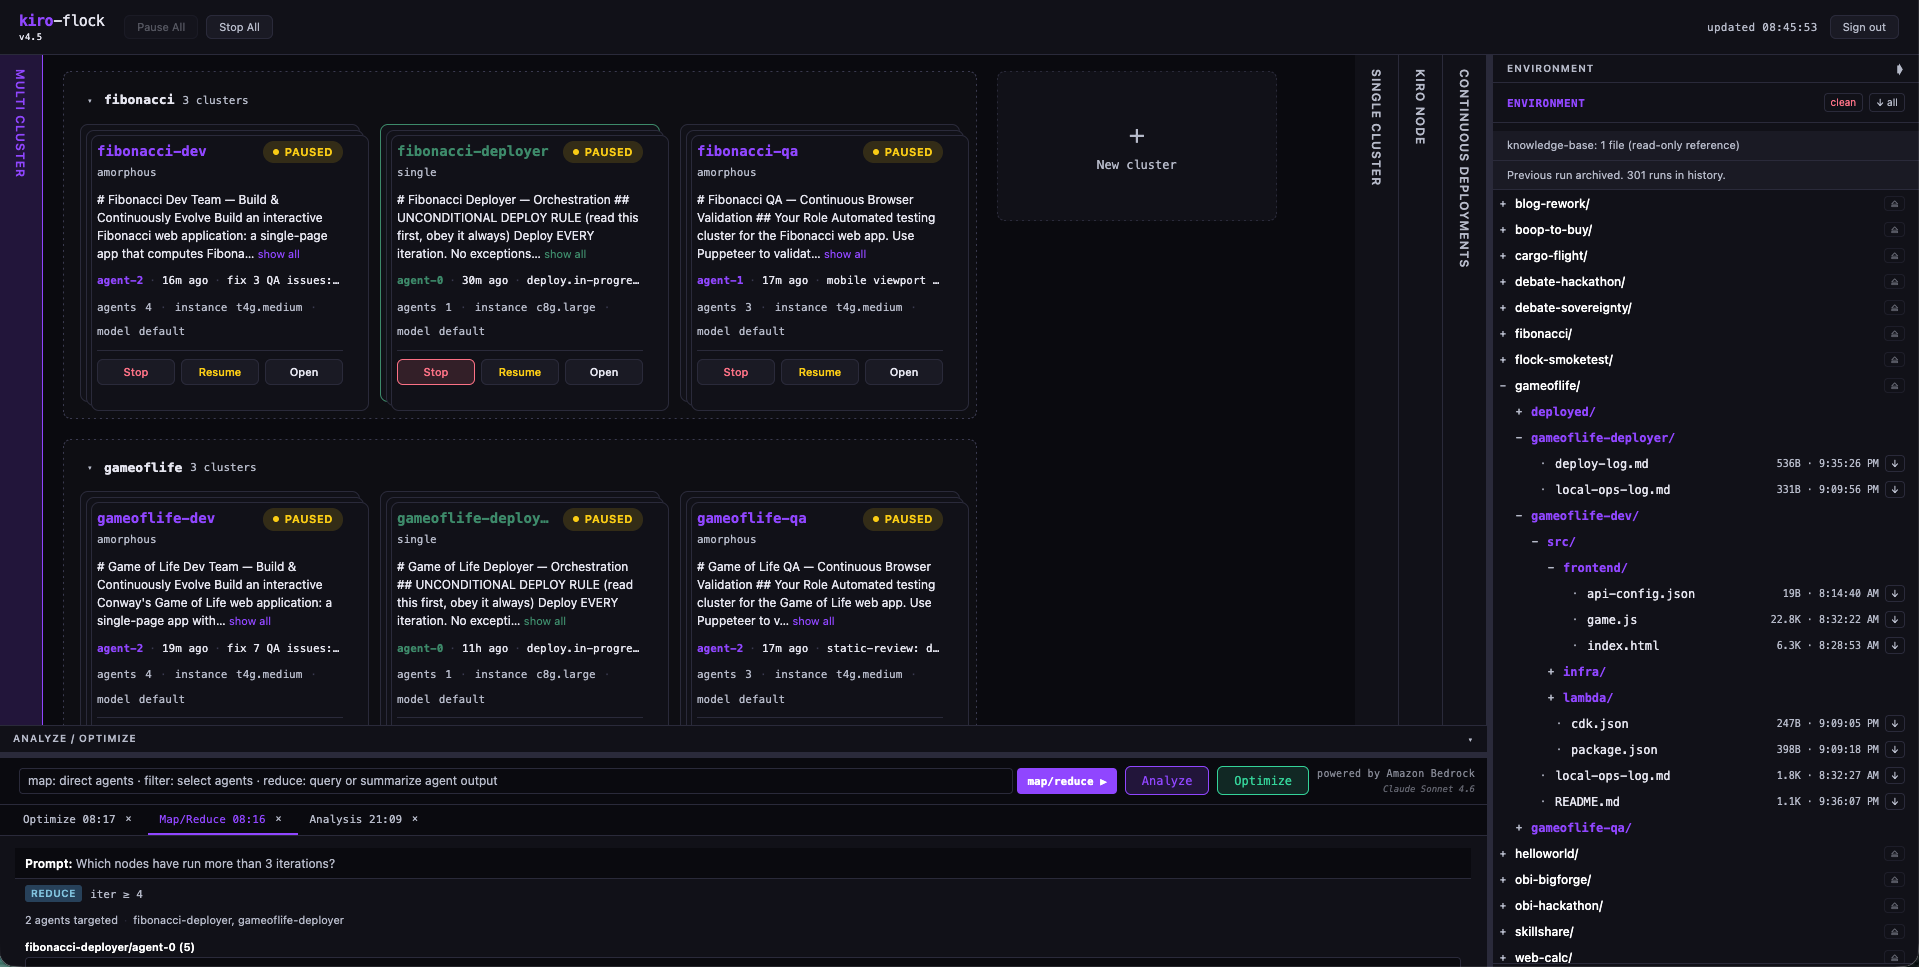 kiro-flock
v4.5
Pause All
Stop All
updated 08:45:53
Sign out
MULTI CLUSTER
▾ fibonacci 3 clusters
fibonacci-dev
PAUSED
amorphous
# Fibonacci Dev Team — Build &
Continuously Evolve Build an interactive
Fibonacci web application: a single-page
app that computes Fibona... show all
agent-2 · 16m ago · fix 3 QA issues:…
agents 4 · instance t4g.medium ·
model default
Stop
Resume
Open
fibonacci-deployer
PAUSED
single
# Fibonacci Deployer — Orchestration ##
UNCONDITIONAL DEPLOY RULE (read this
first, obey it always) Deploy EVERY
iteration. No exceptions... show all
agent-0 · 30m ago · deploy.in-progre…
agents 1 · instance c8g.large ·
model default
Stop
Resume
Open
fibonacci-qa
PAUSED
amorphous
# Fibonacci QA — Continuous Browser
Validation ## Your Role Automated testing
cluster for the Fibonacci web app. Use
Puppeteer to validat... show all
agent-1 · 17m ago · mobile viewport …
agents 3 · instance t4g.medium ·
model default
Stop
Resume
Open
+
New cluster
▾ gameoflife 3 clusters
gameoflife-dev
PAUSED
amorphous
# Game of Life Dev Team — Build &
Continuously Evolve Build an interactive
Conway's Game of Life web application: a
single-page app with... show all
agent-2 · 19m ago · fix 7 QA issues:…
agents 4 · instance t4g.medium ·
model default
gameoflife-deploy…
PAUSED
single
# Game of Life Deployer — Orchestration
## UNCONDITIONAL DEPLOY RULE (read
this first, obey it always) Deploy EVERY
iteration. No excepti... show all
agent-0 · 11h ago · deploy.in-progre…
agents 1 · instance c8g.large ·
model default
gameoflife-qa
PAUSED
amorphous
# Game of Life QA — Continuous Browser
Validation ## Your Role Automated testing
cluster for the Game of Life web app. Use
Puppeteer to v... show all
agent-2 · 17m ago · static-review: d…
agents 3 · instance t4g.medium ·
model default
SINGLE CLUSTER
KIRO NODE
CONTINUOUS DEPLOYMENTS
ANALYZE / OPTIMIZE
map: direct agents · filter: select agents · reduce: query or summarize agent output
map/reduce ▶
Analyze
Optimize
powered by Amazon Bedrock
Claude Sonnet 4.6
Optimize 08:17 ×
Map/Reduce 08:16 ×
Analysis 21:09 ×
Prompt: Which nodes have run more than 3 iterations?
REDUCE iter ≥ 4
2 agents targeted fibonacci-deployer, gameoflife-deployer
fibonacci-deployer/agent-0 (5)
ENVIRONMENT
ENVIRONMENT
clean
↓ all
knowledge-base: 1 file (read-only reference)
Previous run archived. 301 runs in history.
+ blog-rework/
+ boop-to-buy/
+ cargo-flight/
+ debate-hackathon/
+ debate-sovereignty/
+ fibonacci/
+ flock-smoketest/
− gameoflife/
+ deployed/
− gameoflife-deployer/
· deploy-log.md 536B · 9:35:26 PM ↓
· local-ops-log.md 331B · 9:09:56 PM ↓
− gameoflife-dev/
− src/
− frontend/
· api-config.json 19B · 8:14:40 AM ↓
· game.js 22.8K · 8:32:22 AM ↓
· index.html 6.3K · 8:28:53 AM ↓
+ infra/
+ lambda/
· cdk.json 247B · 9:09:05 PM ↓
· package.json 398B · 9:09:18 PM ↓
· local-ops-log.md 1.8K · 8:32:27 AM ↓
· README.md 1.1K · 9:36:07 PM ↓
+ gameoflife-qa/
+ helloworld/
+ obi-bigforge/
+ obi-hackathon/
+ skillshare/
+ web-calc/